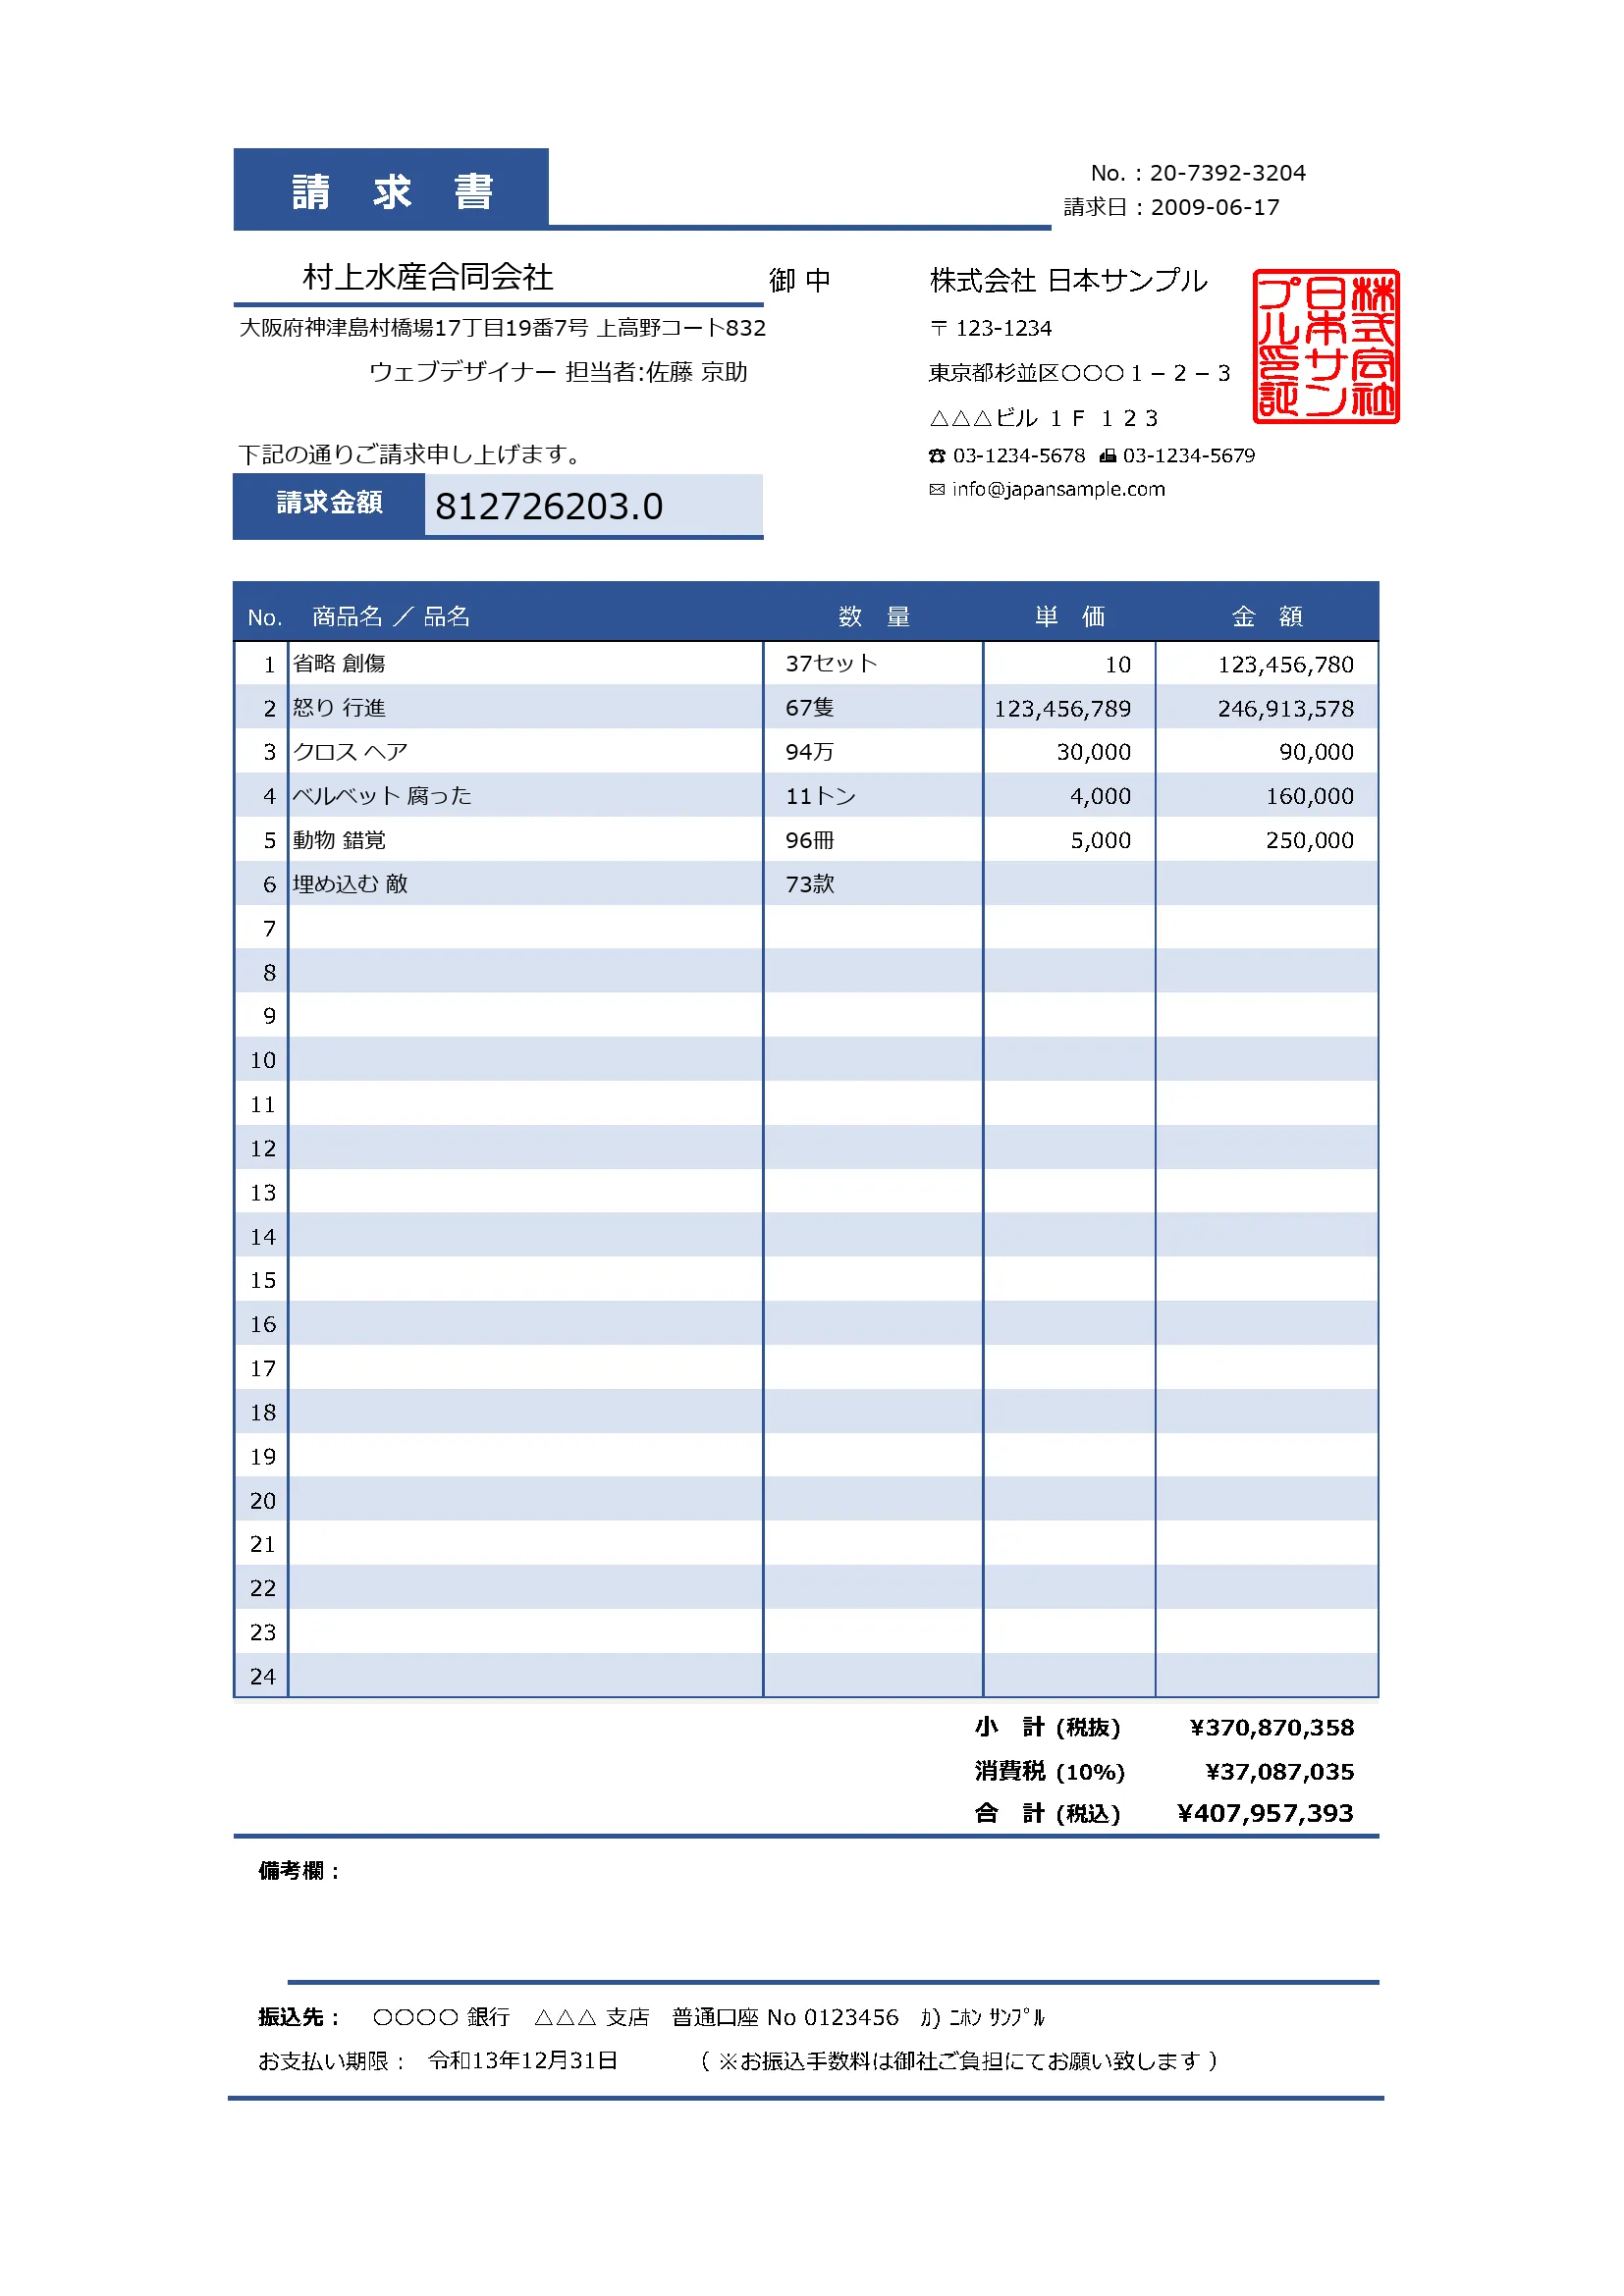 請　求　書
No.：20-7392-3204
請求日：2009-06-17
村上水産合同会社　御 中
大阪府神津島村橋場17丁目19番7号 上高野コート832
ウェブデザイナー 担当者:佐藤 京助
株式会社 日本サンプル
〒 123-1234
東京都杉並区〇〇〇１－２－３
△△△ビル １Ｆ １２３
☎ 03-1234-5678 📠 03-1234-5679
✉ info@japansample.com
株式会社日本サンプル印証
下記の通りご請求申し上げます。
請求金額 812726203.0
No. 商品名 ／ 品名 数　量 単　価 金　額
1 省略 創傷 37セット 10 123,456,780
2 怒り 行進 67隻 123,456,789 246,913,578
3 クロス ヘア 94万 30,000 90,000
4 ベルベット 腐った 11トン 4,000 160,000
5 動物 錯覚 96冊 5,000 250,000
6 埋め込む 敵 73款
7
8
9
10
11
12
13
14
15
16
17
18
19
20
21
22
23
24
小　計 (税抜) ¥370,870,358
消費税 (10%) ¥37,087,035
合　計 (税込) ¥407,957,393
備考欄：
振込先：　〇〇〇〇 銀行　△△△ 支店　普通口座 No 0123456　ｶ) ﾆﾎﾝ ｻﾝﾌﾟﾙ
お支払い期限：　令和13年12月31日　（ ※お振込手数料は御社ご負担にてお願い致します ）